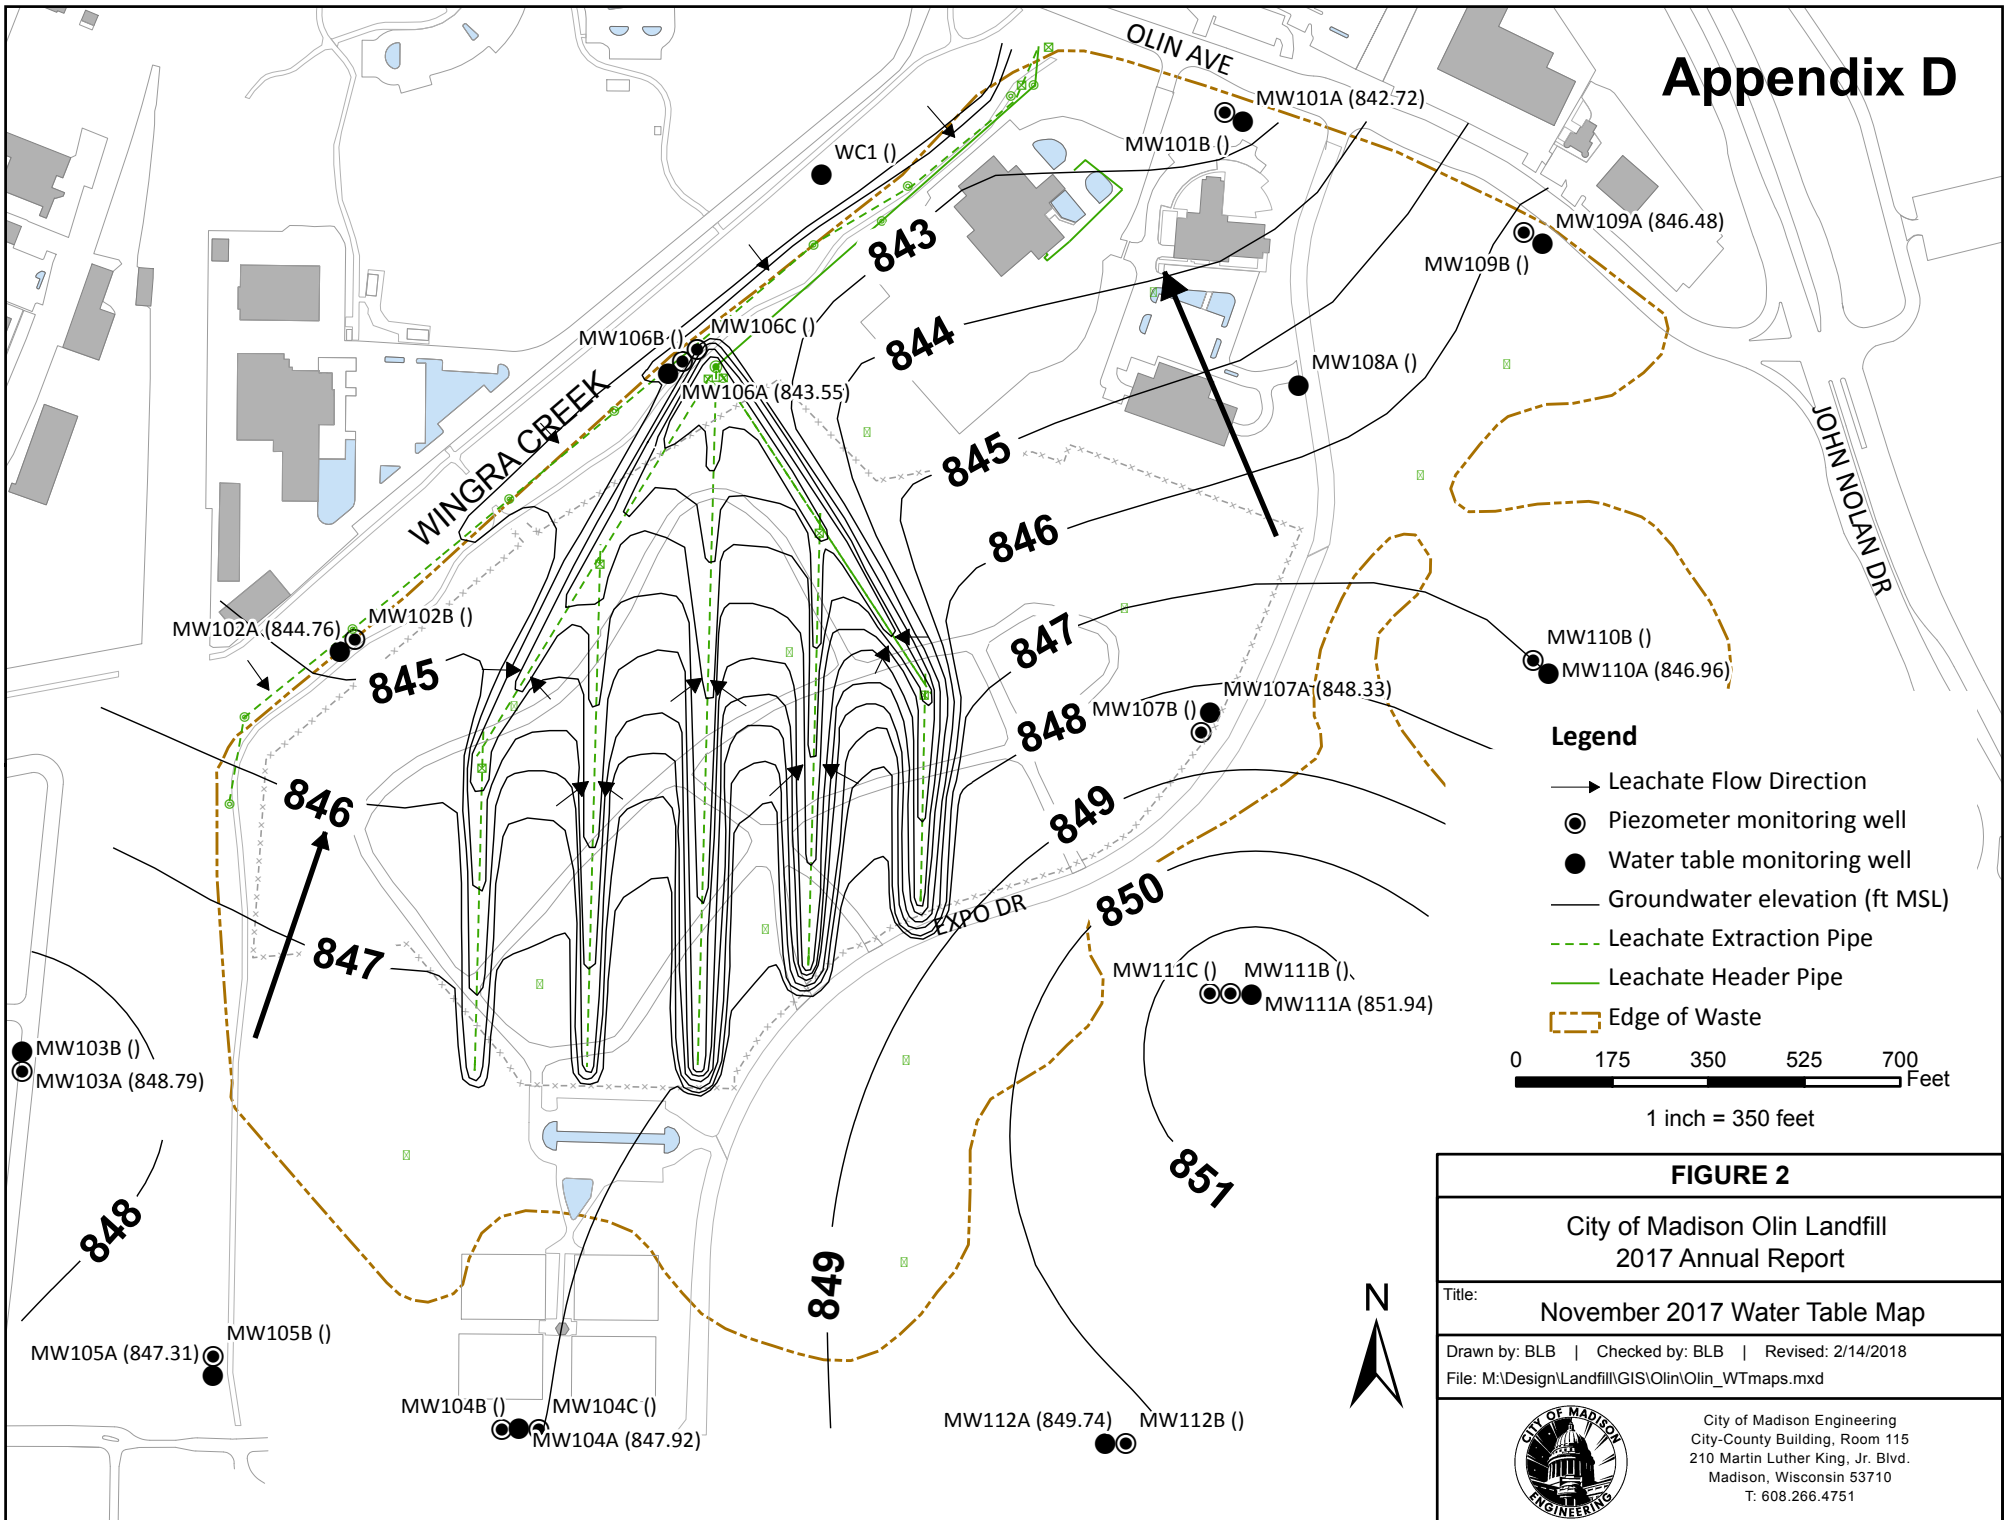 Appendix D
OLIN AVE
MW101A (842.72)
MW101B ()
WC1 ()
MW109A (846.48)
MW109B ()
843
MW106B ()
MW106C ()
844
MW108A ()
MW106A (843.55)
WINGRA CREEK
JOHN NOLAN DR
845
846
MW102A (844.76)
MW102B ()
847
MW110B ()
MW110A (846.96)
845
MW107A (848.33)
MW107B ()
848
846
849
850
EXPO DR
847
MW111C ()
MW111B ()
MW111A (851.94)
MW103B ()
MW103A (848.79)
851
848
849
MW105B ()
MW105A (847.31)
MW104B ()
MW104C ()
MW104A (847.92)
MW112A (849.74)
MW112B ()
N
Legend
Leachate Flow Direction
Piezometer monitoring well
Water table monitoring well
Groundwater elevation (ft MSL)
Leachate Extraction Pipe
Leachate Header Pipe
Edge of Waste
0 175 350 525 700
Feet
1 inch = 350 feet
FIGURE 2
City of Madison Olin Landfill
2017 Annual Report
Title:
November 2017 Water Table Map
Drawn by: BLB | Checked by: BLB | Revised: 2/14/2018
File: M:\Design\Landfill\GIS\Olin\Olin_WTmaps.mxd
CITY OF MADISON
ENGINEERING
City of Madison Engineering
City-County Building, Room 115
210 Martin Luther King, Jr. Blvd.
Madison, Wisconsin 53710
T: 608.266.4751